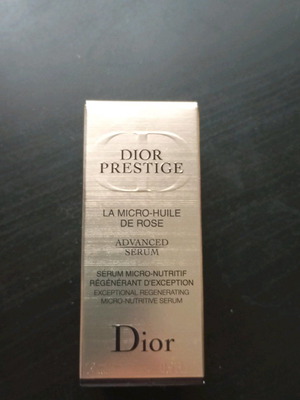 DIOR
PRESTIGE
LA MICRO-HUILE
DE ROSE
ADVANCED
SERUM
SERUM MICRO-NUTRITIF
RÉGÉNÉRANT D'EXCEPTION
EXCEPTIONAL REGENERATING
MICRO-NUTRITIVE SERUM
Dior